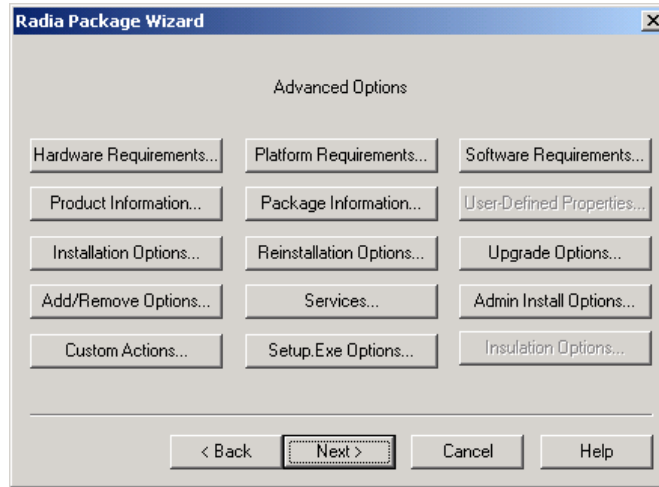 Radia Package Wizard
Advanced Options
Hardware Requirements... Platform Requirements... Software Requirements...
Product Information... Package Information... User-Defined Properties...
Installation Options... Reinstallation Options... Upgrade Options...
Add/Remove Options... Services... Admin Install Options...
Custom Actions... Setup.Exe Options... Insulation Options...
< Back Next > Cancel Help